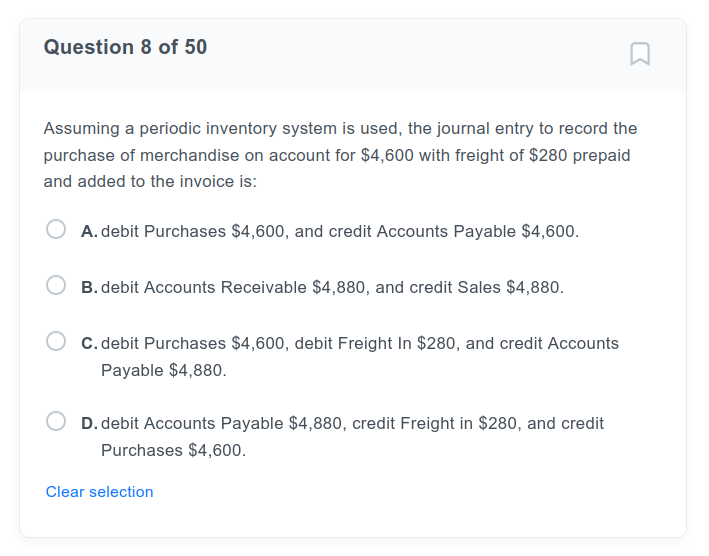 Question 8 of 50
Assuming a periodic inventory system is used, the journal entry to record the
purchase of merchandise on account for $4,600 with freight of $280 prepaid
and added to the invoice is:
A. debit Purchases $4,600, and credit Accounts Payable $4,600.
B. debit Accounts Receivable $4,880, and credit Sales $4,880.
C. debit Purchases $4,600, debit Freight In $280, and credit Accounts
Payable $4,880.
D. debit Accounts Payable $4,880, credit Freight in $280, and credit
Purchases $4,600.
Clear selection